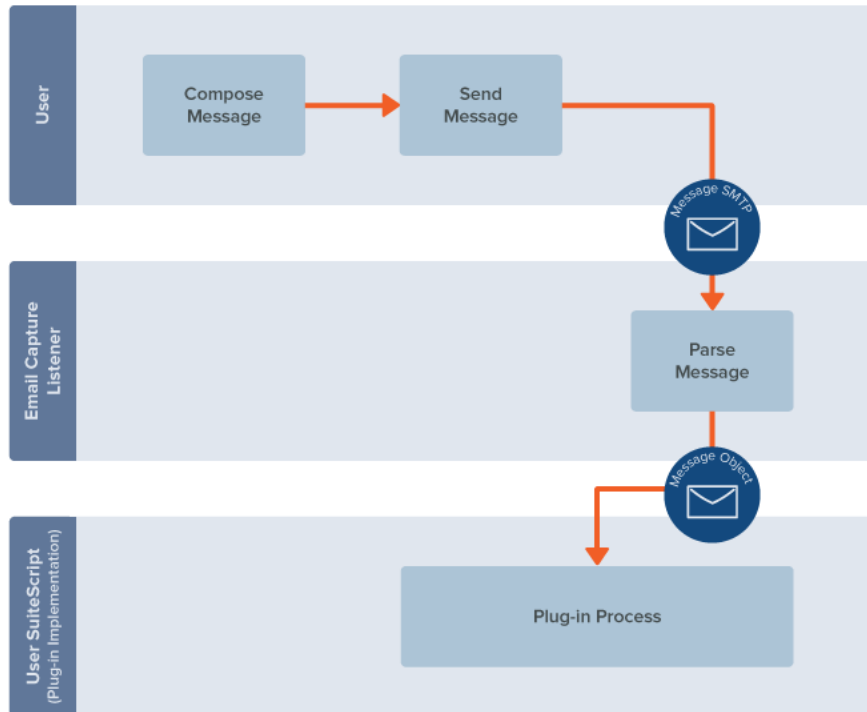 User
Compose
Message
Send
Message
Message SMTP
Email Capture
Listener
Parse
Message
Message Object
User SuiteScript
(Plug-in Implementation)
Plug-in Process